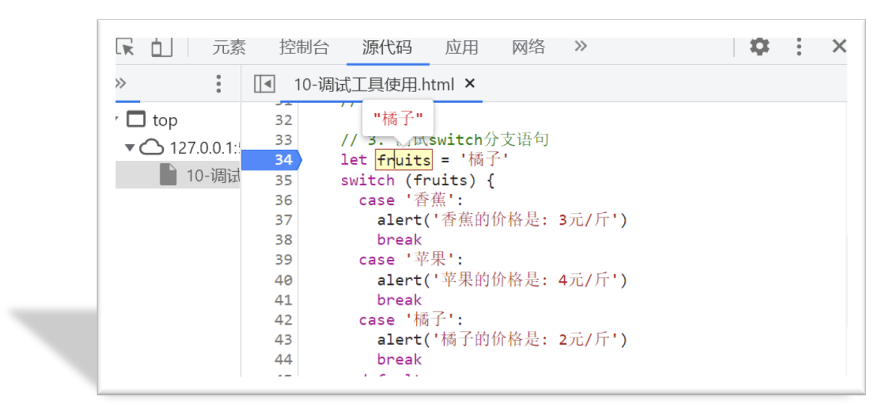 元素 控制台 源代码 应用 网络 »
» 10-调试工具使用.html ×
top
127.0.0.1:
10-调试
"橘子"
31 //
32
33 // 3. 调试switch分支语句
34 let fruits = '橘子'
35 switch (fruits) {
36 case '香蕉':
37 alert('香蕉的价格是: 3元/斤')
38 break
39 case '苹果':
40 alert('苹果的价格是: 4元/斤')
41 break
42 case '橘子':
43 alert('橘子的价格是: 2元/斤')
44 break